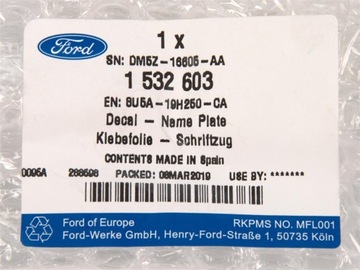 Ford
1 x
SN: DM5Z-16605-AA
1 532 603
EN: 8U5A-19H250-CA
Decal - Name Plate
Klebefolie - Schriftzug
CONTENTS MADE IN Spain
0095A 268598 PACKED: 08MAR2019 USE BY: *******
Ford of Europe RKPMS NO. MFL001
Ford-Werke GmbH, Henry-Ford-Straße 1, 50735 Köln